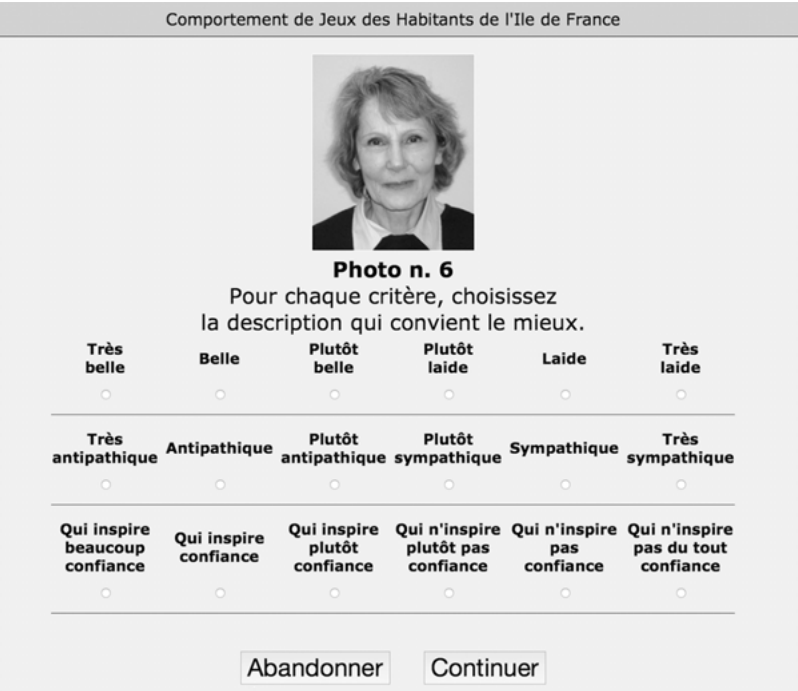 Comportement de Jeux des Habitants de l'Ile de France
Photo n. 6
Pour chaque critère, choisissez
la description qui convient le mieux.
Très belle
Belle
Plutôt belle
Plutôt laide
Laide
Très laide
Très antipathique
Antipathique
Plutôt antipathique
Plutôt sympathique
Sympathique
Très sympathique
Qui inspire beaucoup confiance
Qui inspire confiance
Qui inspire plutôt confiance
Qui n'inspire plutôt pas confiance
Qui n'inspire pas confiance
Qui n'inspire pas du tout confiance
Abandonner
Continuer